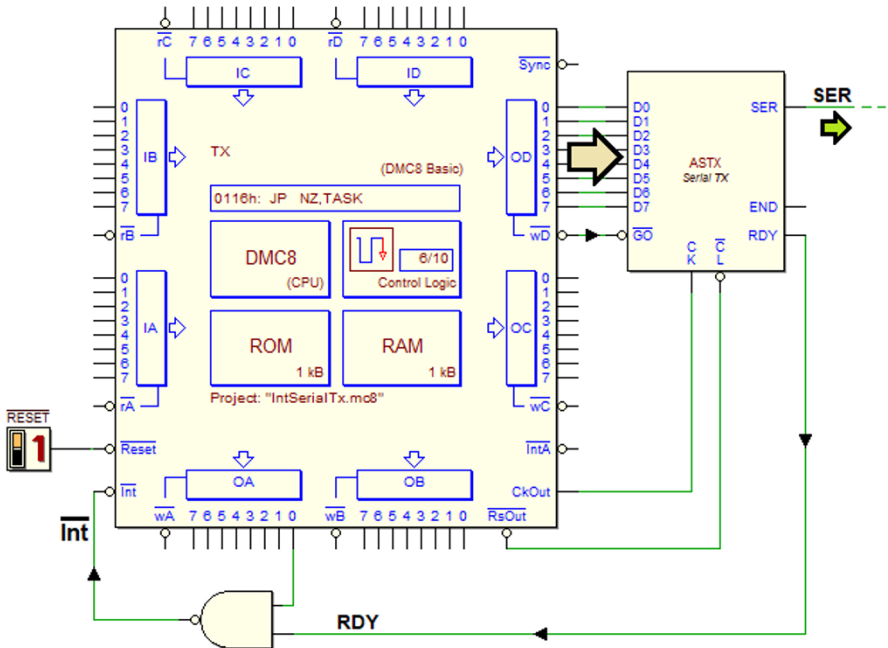 rC 7 6 5 4 3 2 1 0 rD 7 6 5 4 3 2 1 0
IC ID
Sync
0 0 D0 SER SER
1 1 D1
2 2 D2
3 3 D3
4 4 D4
5 5 D5
6 6 D6
7 7 D7
IB TX OD
(DMC8 Basic)
ASTX
Serial TX
0116h: JP NZ,TASK
END
rB wD GO RDY
DMC8
(CPU)
6/10
Control Logic
CK CL
0 0
1 1
2 2
3 3
4 4
5 5
6 6
7 7
IA OC
ROM
1 kB
RAM
1 kB
Project: "IntSerialTx.mc8"
rA wC
RESET
1
Reset IntA
OA OB
Int CkOut
wA 7 6 5 4 3 2 1 0 wB 7 6 5 4 3 2 1 0 RsOut
Int
RDY